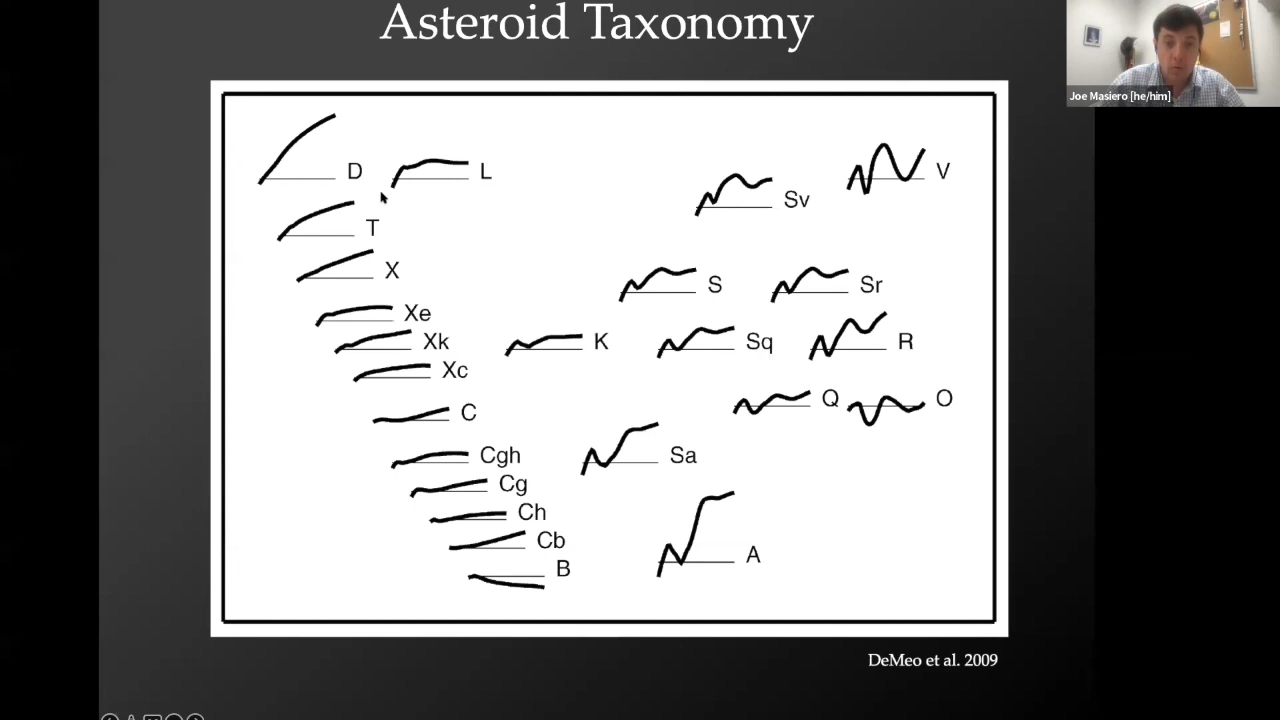 Asteroid Taxonomy
Joe Masiero [he/him]
D
L
V
Sv
T
X
S
Sr
Xe
Xk
K
Sq
R
Xc
C
Q
O
Cgh
Sa
Cg
Ch
Cb
A
B
DeMeo et al. 2009